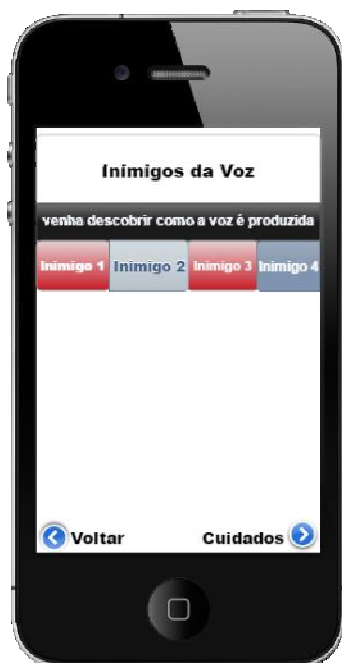 Inimigos da Voz
venha descobrir como a voz é produzida
Inimigo 1 Inimigo 2 Inimigo 3 Inimigo 4
Voltar Cuidados